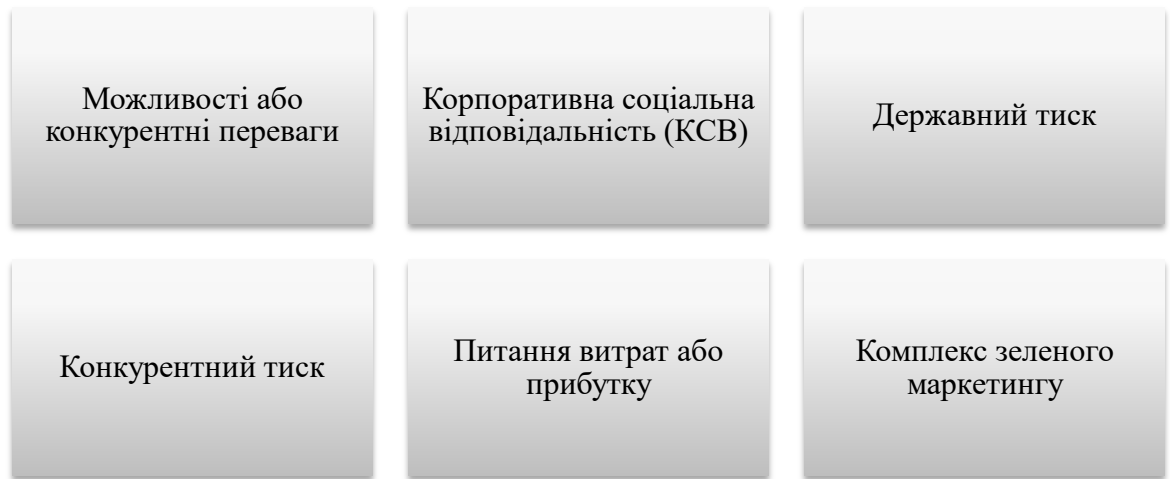 Можливості або
конкурентні переваги
Корпоративна соціальна
відповідальність (КСВ)
Державний тиск
Конкурентний тиск
Питання витрат або
прибутку
Комплекс зеленого
маркетингу